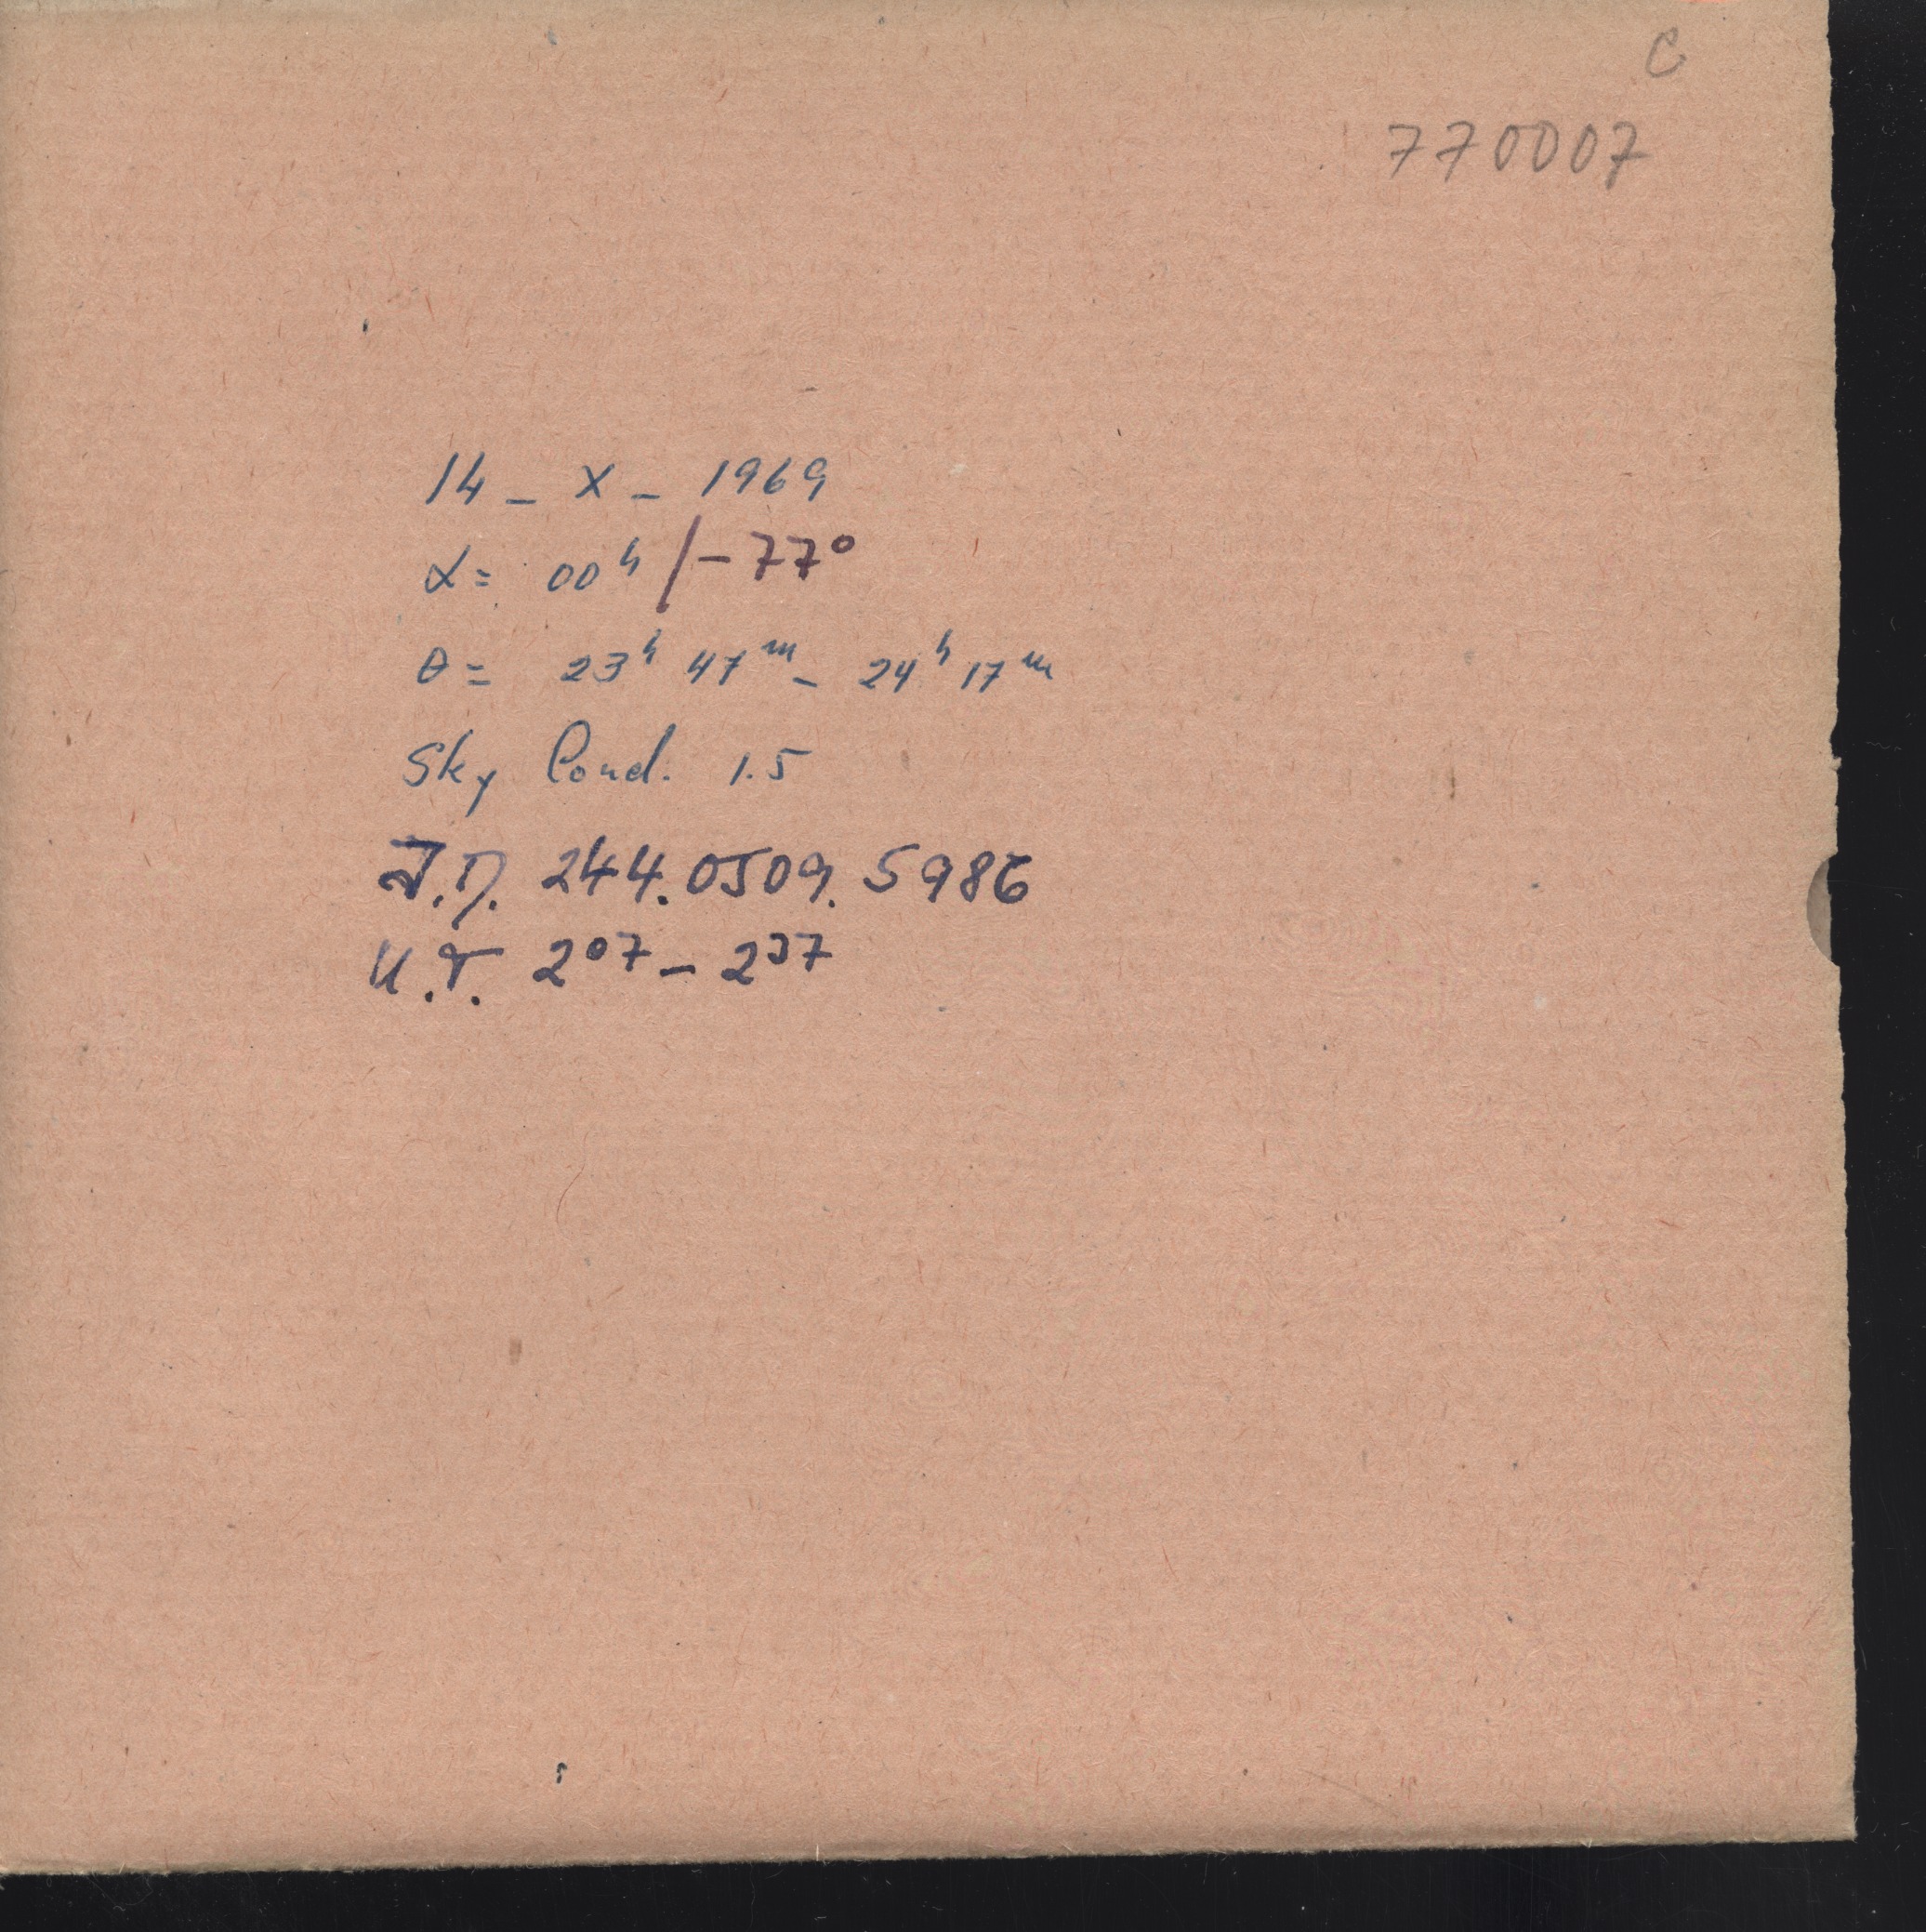 C
770007
14 - X - 1969
α = 00ʰ / - 77°
θ = 23ʰ 47ᵐ - 24ʰ 17ᵐ
Sky Cond. 1.5
J.D. 244.0509.5986
U.T. 2⁰⁷ - 2³⁷